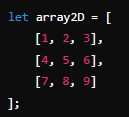 let array2D = [
    [1, 2, 3],
    [4, 5, 6],
    [7, 8, 9]
];